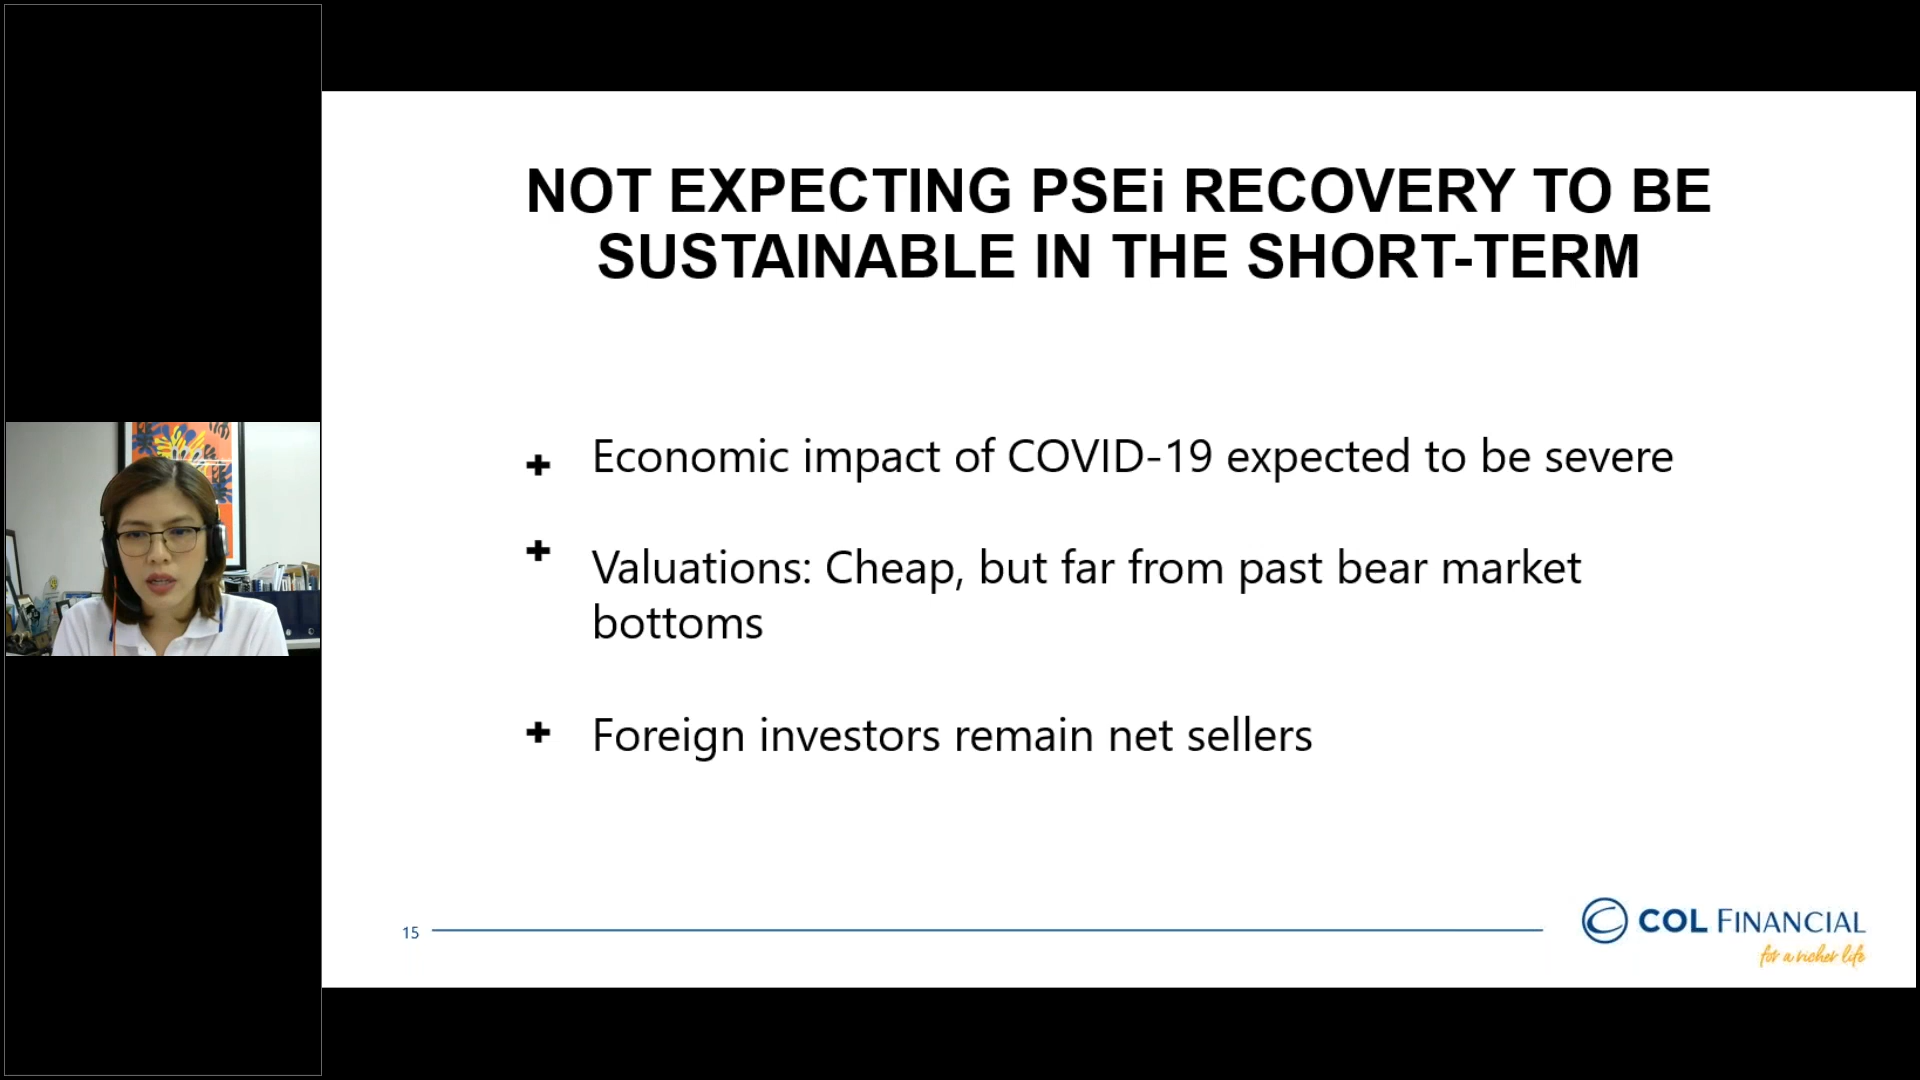 NOT EXPECTING PSEi RECOVERY TO BE
SUSTAINABLE IN THE SHORT-TERM
Economic impact of COVID-19 expected to be severe
Valuations: Cheap, but far from past bear market
bottoms
Foreign investors remain net sellers
15
COL FINANCIAL
for a richer life